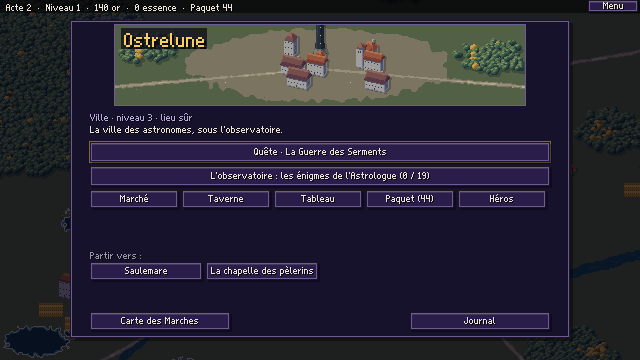 Acte 2 · Niveau 1 · 140 or · 0 essence · Paquet 44
Menu
Ostrelune
Ville · niveau 3 · lieu sûr
La ville des astronomes, sous l'observatoire.
Quête · La Guerre des Serments
L'observatoire : les énigmes de l'Astrologue (0 / 19)
Marché
Taverne
Tableau
Paquet (44)
Héros
Partir vers :
Saulemare
La chapelle des pèlerins
Carte des Marches
Journal